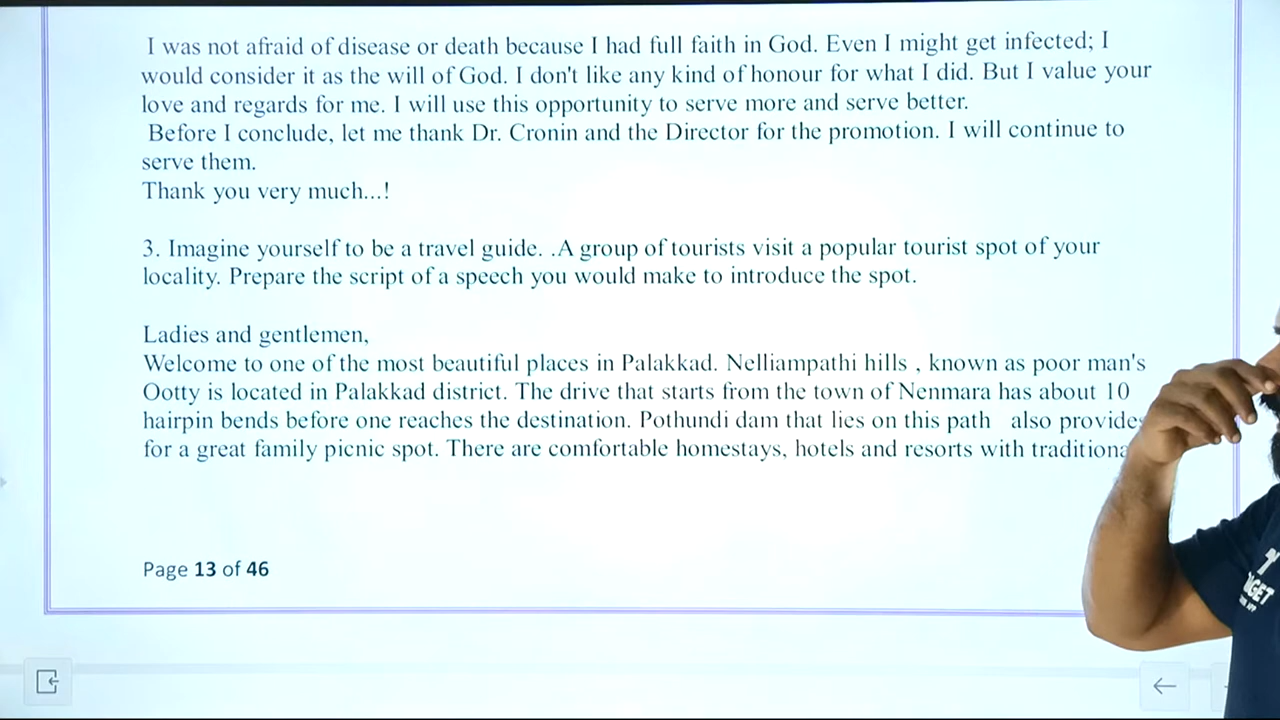 I was not afraid of disease or death because I had full faith in God. Even I might get infected; I
would consider it as the will of God. I don't like any kind of honour for what I did. But I value your
love and regards for me. I will use this opportunity to serve more and serve better.
Before I conclude, let me thank Dr. Cronin and the Director for the promotion. I will continue to
serve them.
Thank you very much...!
3. Imagine yourself to be a travel guide. .A group of tourists visit a popular tourist spot of your
locality. Prepare the script of a speech you would make to introduce the spot.
Ladies and gentlemen,
Welcome to one of the most beautiful places in Palakkad. Nelliampathi hills , known as poor man's
Ootty is located in Palakkad district. The drive that starts from the town of Nenmara has about 10
hairpin bends before one reaches the destination. Pothundi dam that lies on this path also provides
for a great family picnic spot. There are comfortable homestays, hotels and resorts with
Page 13 of 46